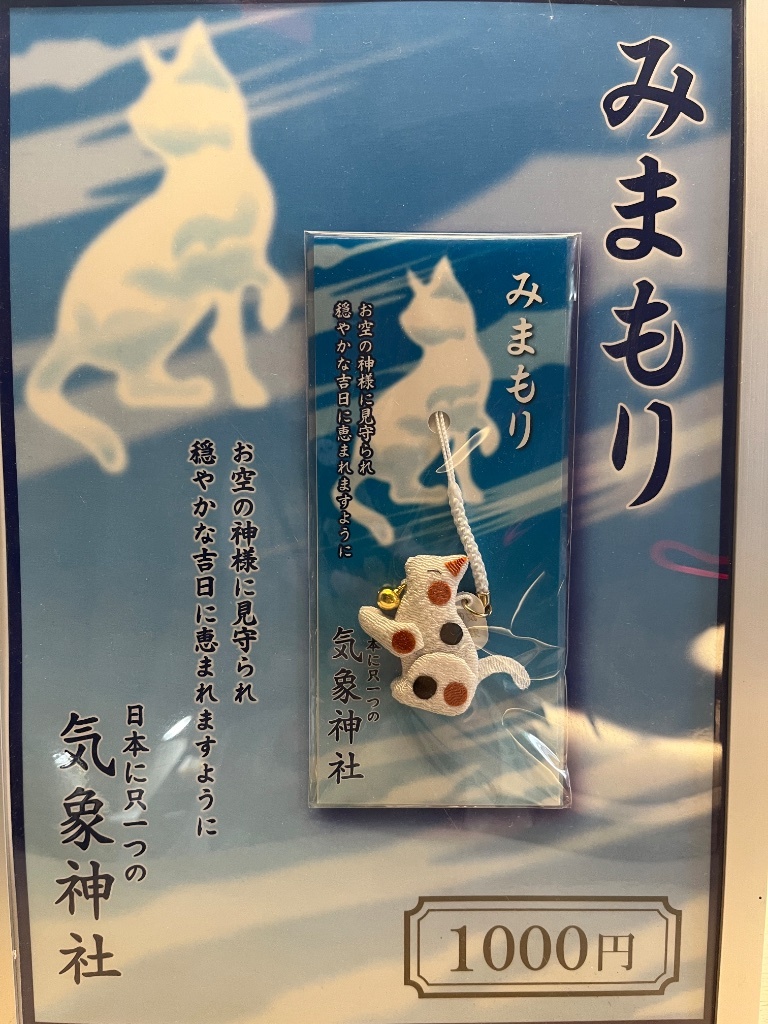 みまもり
お空の神様に見守られ
穏やかな吉日に恵まれますように
日本に只一つの
気象神社
みまもり
お空の神様に見守られ
穏やかな吉日に恵まれますように
本に只一つの
気象神社
1000円